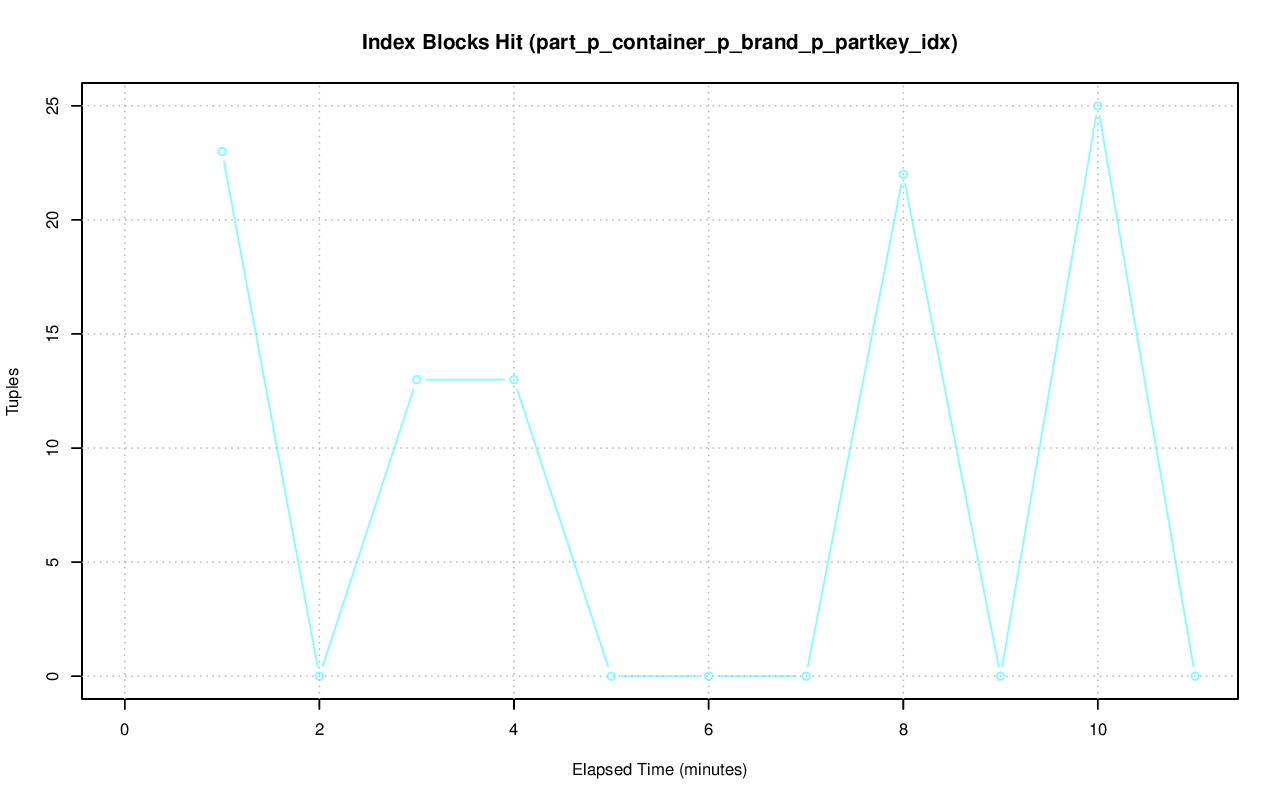 Index Blocks Hit (part_p_container_p_brand_p_partkey_idx)
Tuples
25
20
15
10
5
0
0 2 4 6 8 10
Elapsed Time (minutes)